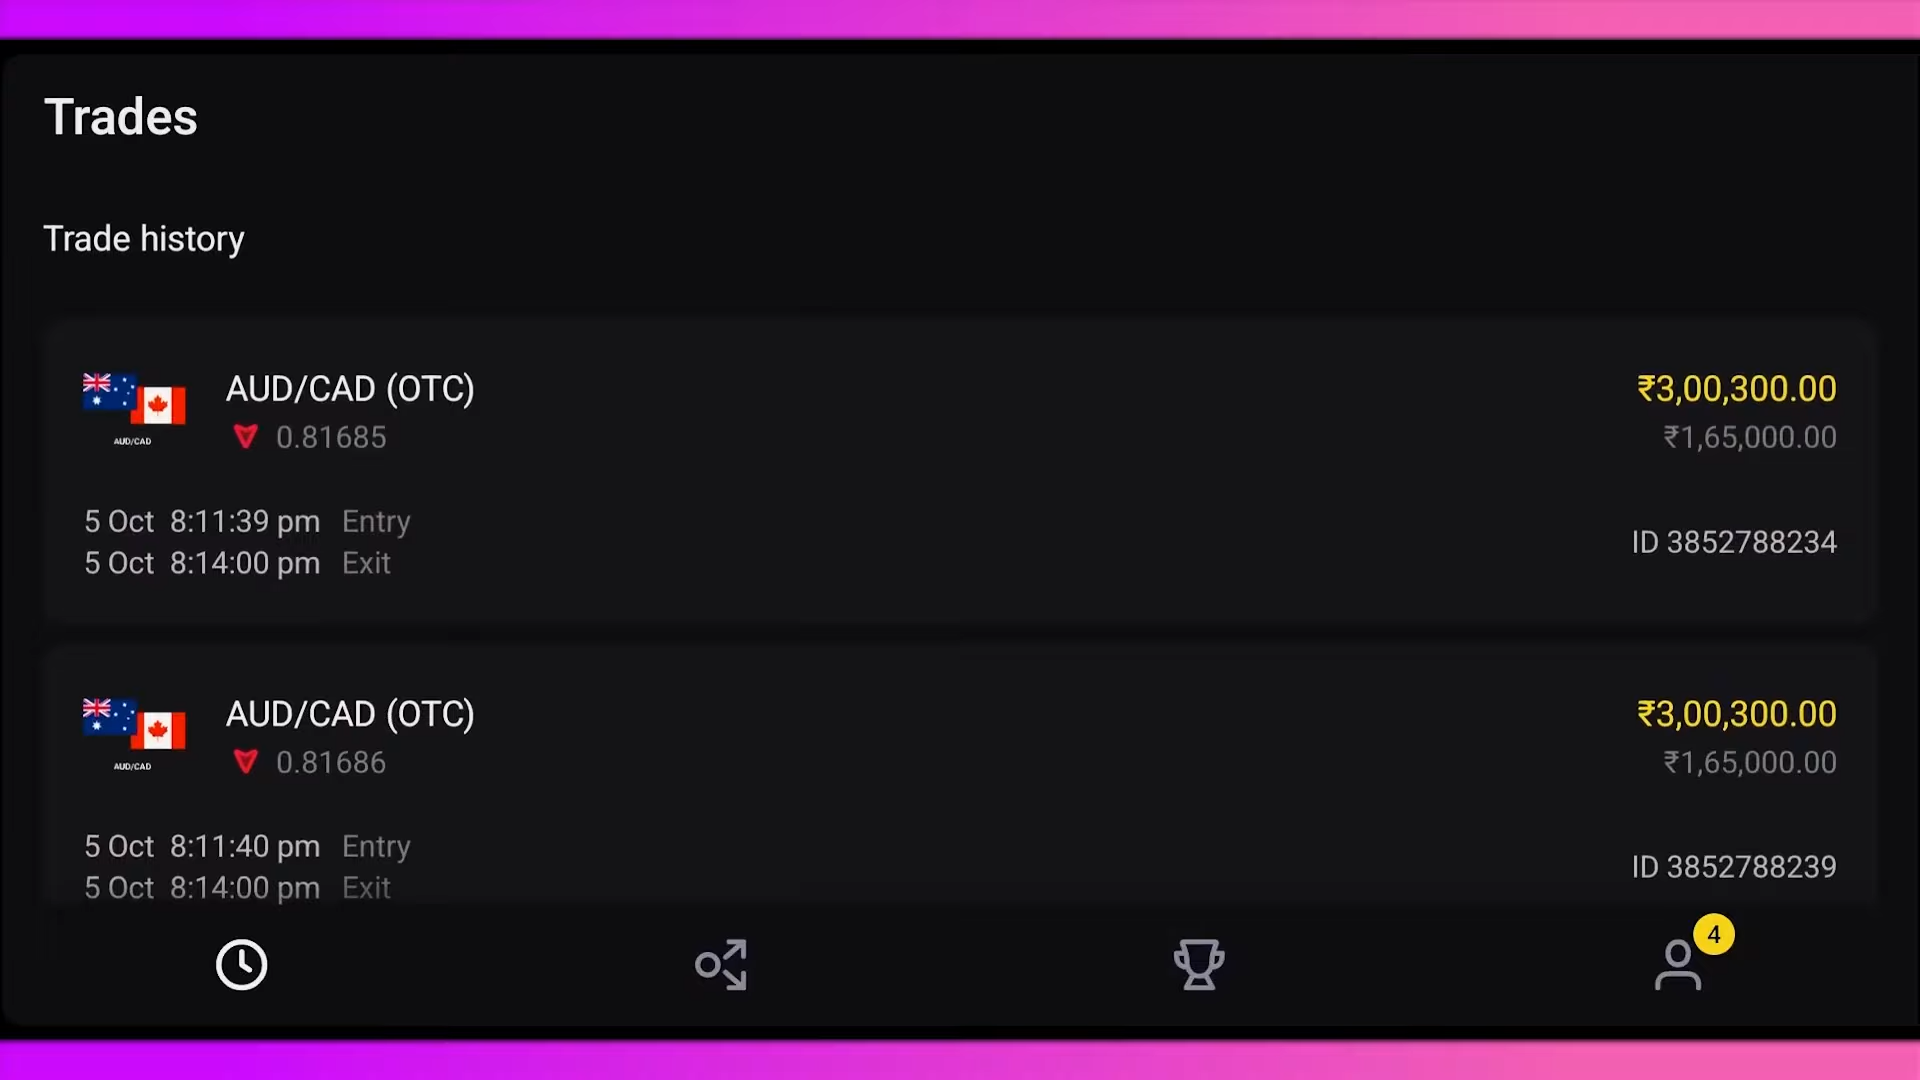 Trades
Trade history
AUD/CAD (OTC)
₹3,00,300.00
AUD/CAD
0.81685
₹1,65,000.00
5 Oct 8:11:39 pm Entry
5 Oct 8:14:00 pm Exit
ID 3852788234
AUD/CAD (OTC)
₹3,00,300.00
AUD/CAD
0.81686
₹1,65,000.00
5 Oct 8:11:40 pm Entry
5 Oct 8:14:00 pm Exit
ID 3852788239
4